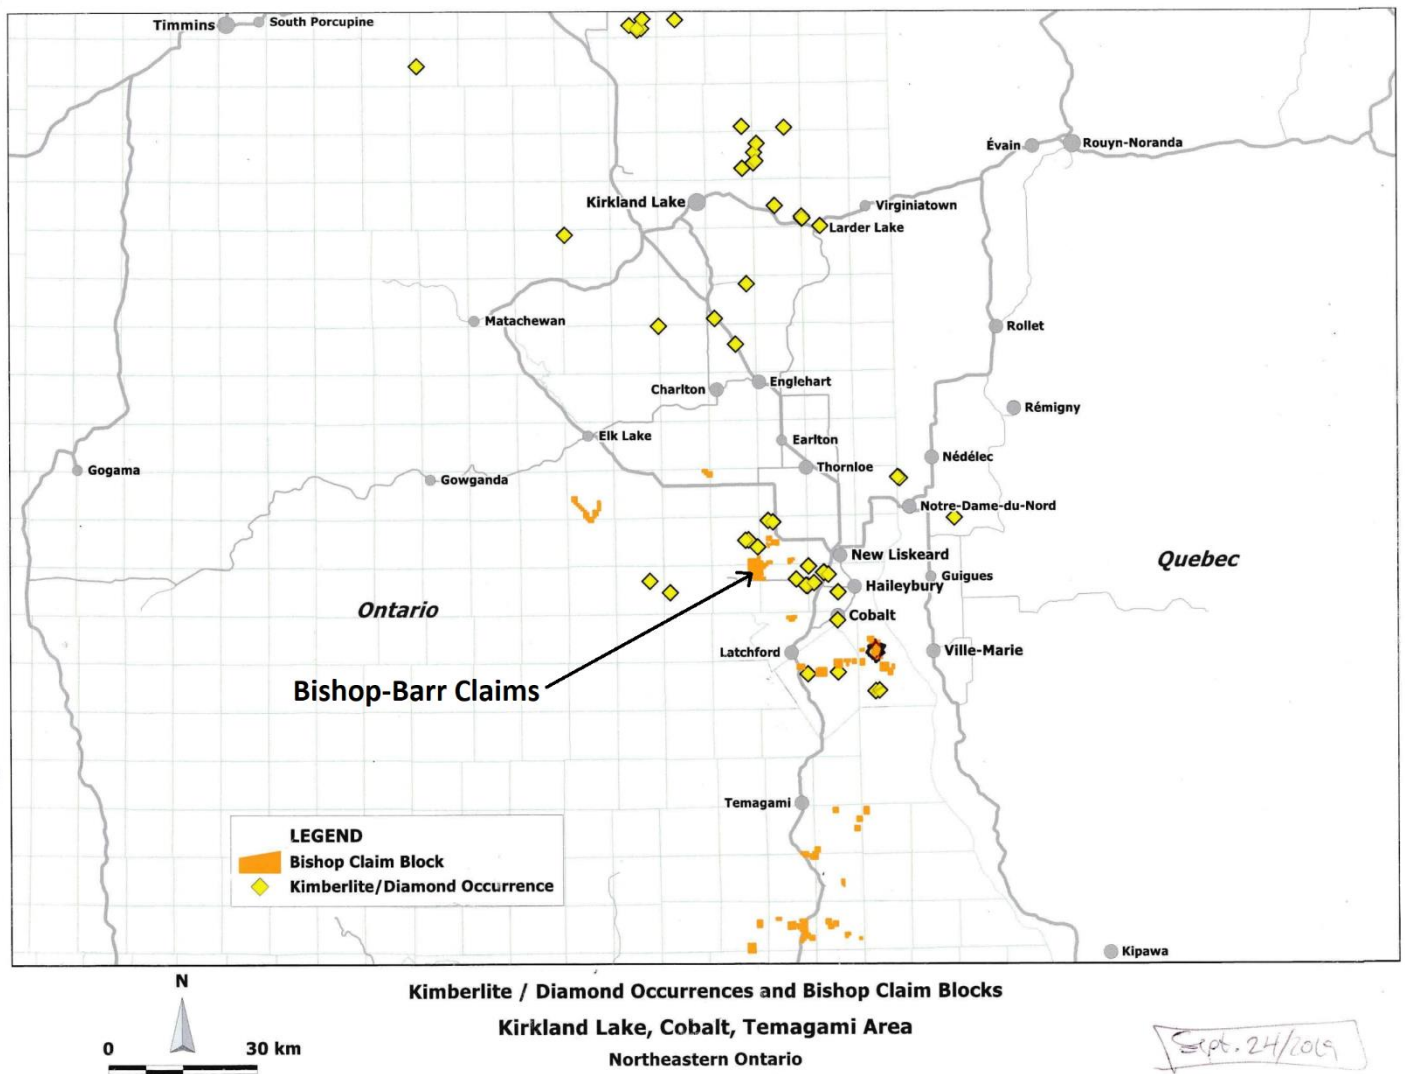 Timmins
South Porcupine
Évain
Rouyn-Noranda
Kirkland Lake
Virginiatown
Larder Lake
Matachewan
Rollet
Charlton
Englehart
Rémigny
Elk Lake
Earlton
Gogama
Gowganda
Thornloe
Nédélec
Notre-Dame-du-Nord
New Liskeard
Quebec
Guigues
Haileybury
Ontario
Cobalt
Latchford
Ville-Marie
Bishop-Barr Claims
Temagami
LEGEND
Bishop Claim Block
Kimberlite/Diamond Occurrence
Kipawa
N
Kimberlite / Diamond Occurrences and Bishop Claim Blocks
Kirkland Lake, Cobalt, Temagami Area
0 30 km
Northeastern Ontario
Sept. 24/2019